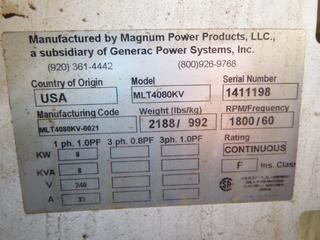 Manufactured by Magnum Power Products, LLC.,
a subsidiary of Generac Power Systems, Inc.
(920) 361-4442 (800)926-9768
Country of Origin Model Serial Number
USA MLT4080KV 1411198
Manufacturing Code Weight (lbs/kg) RPM/Frequency
MLT4080KV-0021 2188/ 992 1800/60
1 ph. 1.0PF 3 ph. 0.8PF 3 ph. 1.0PF Rating
KW 8 CONTINUOUS
KVA 8 F Ins. Class
V 240
A 33